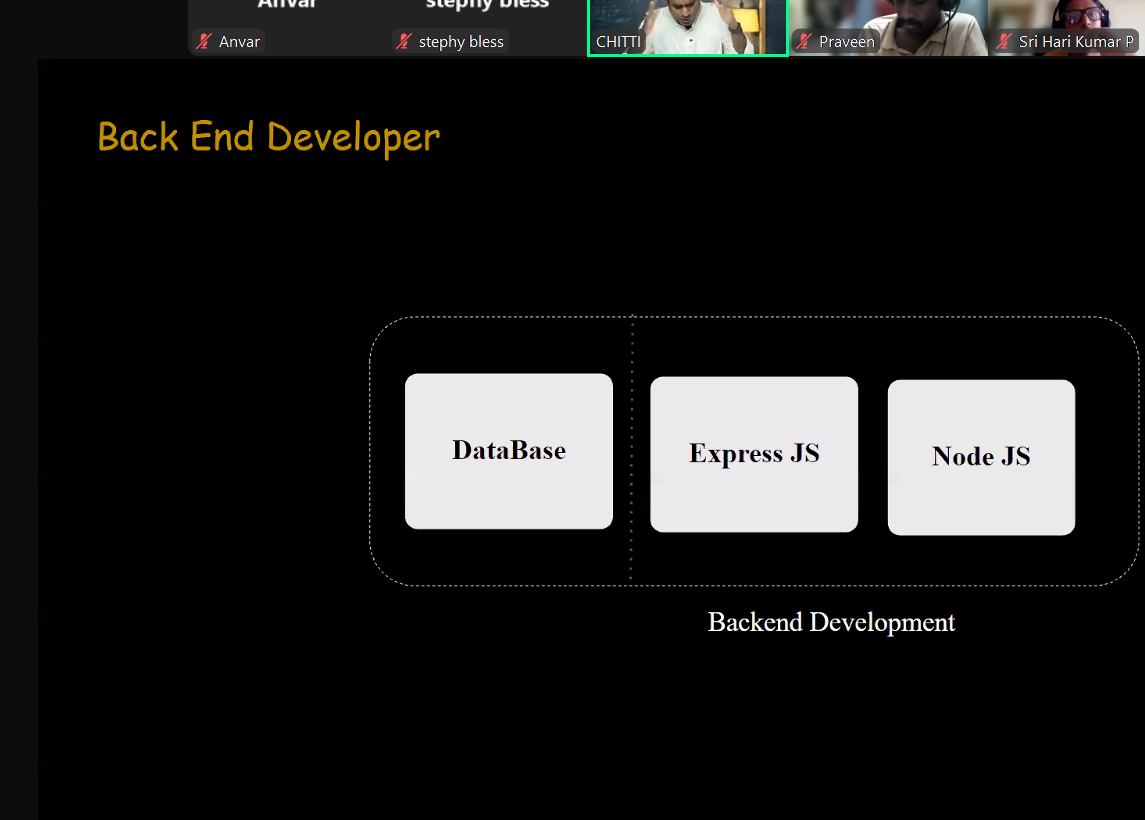 Anvar
stephy bless
Anvar
stephy bless
CHITTI
Praveen
Sri Hari Kumar P
Back End Developer
DataBase
Express JS
Node JS
Backend Development